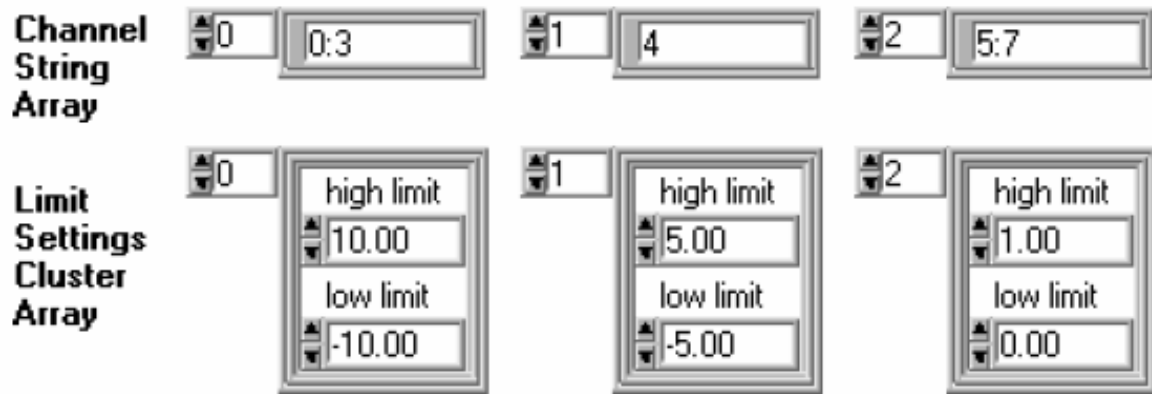 Channel String Array
0 0:3 1 4 2 5:7
Limit Settings Cluster Array
0 1 2
high limit high limit high limit
10.00 5.00 1.00
low limit low limit low limit
-10.00 -5.00 0.00